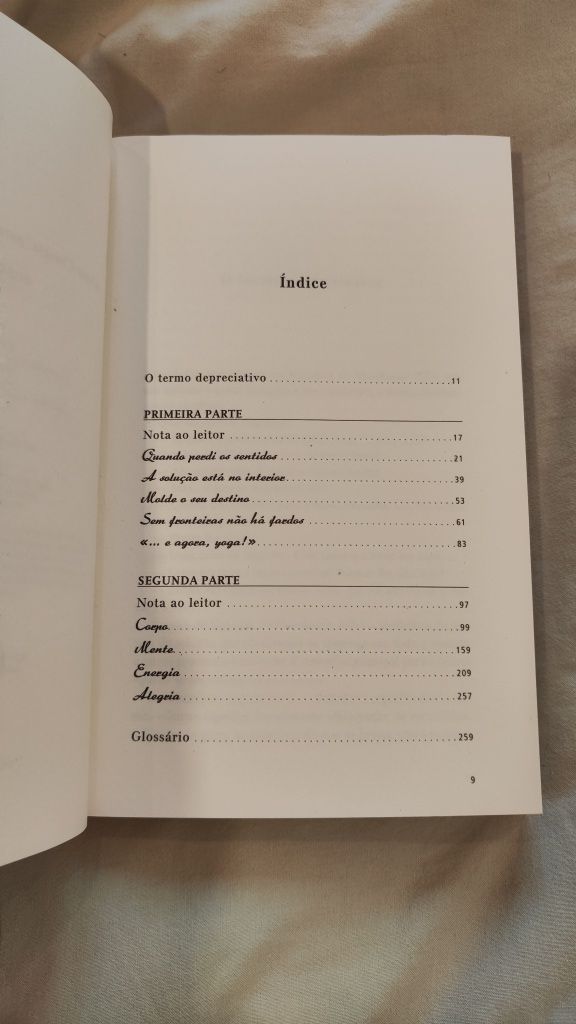 Índice
O termo depreciativo 11
PRIMEIRA PARTE
Nota ao leitor 17
Quando perdi os sentidos 21
A solução está no interior 39
Molde o seu destino 53
Sem fronteiras não há fardos 61
«... e agora, yoga!» 83
SEGUNDA PARTE
Nota ao leitor 97
Corpo 99
Mente 159
Energia 209
Alegria 257
Glossário 259
9